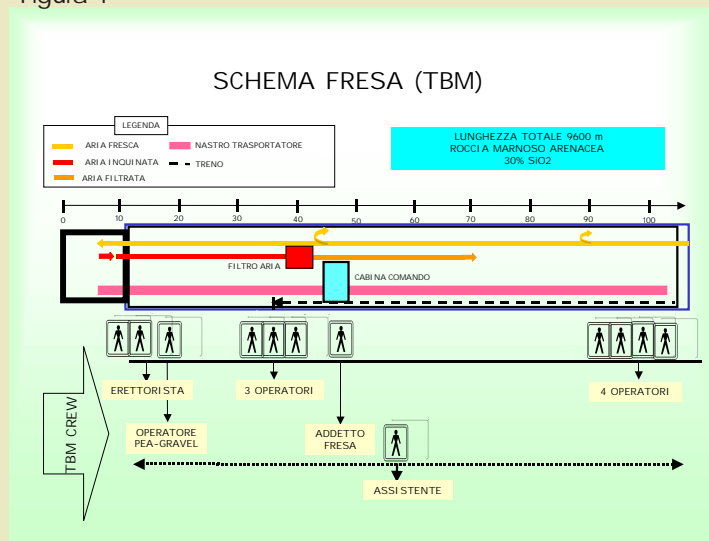 SCHEMA FRESA (TBM)
LEGENDA
ARIA FRESCA
NASTRO TRASPORTATORE
ARIA INQUINATA
TRENO
ARIA FILTRATA
LUNGHEZZA TOTALE 9600 m
ROCCIA MARNOSO ARENACEA
30% SiO2
0 10 20 30 40 50 60 70 80 90 100
FILTRO ARIA
CABINA COMANDO
ERETTORISTA
3 OPERATORI
4 OPERATORI
OPERATORE
PEA-GRAVEL
ADDETTO
FRESA
TBM CREW
ASSISTENTE